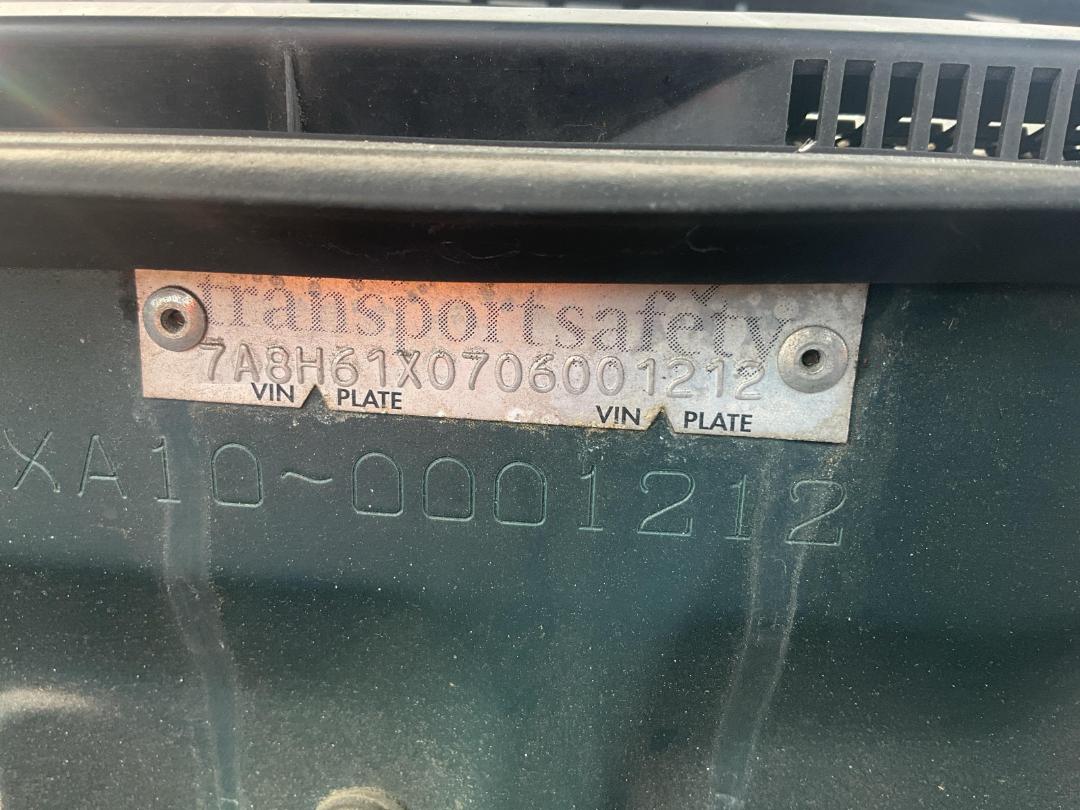 transportsafety
7A8H61X0706001212
VIN PLATE VIN PLATE
XA10-0001212